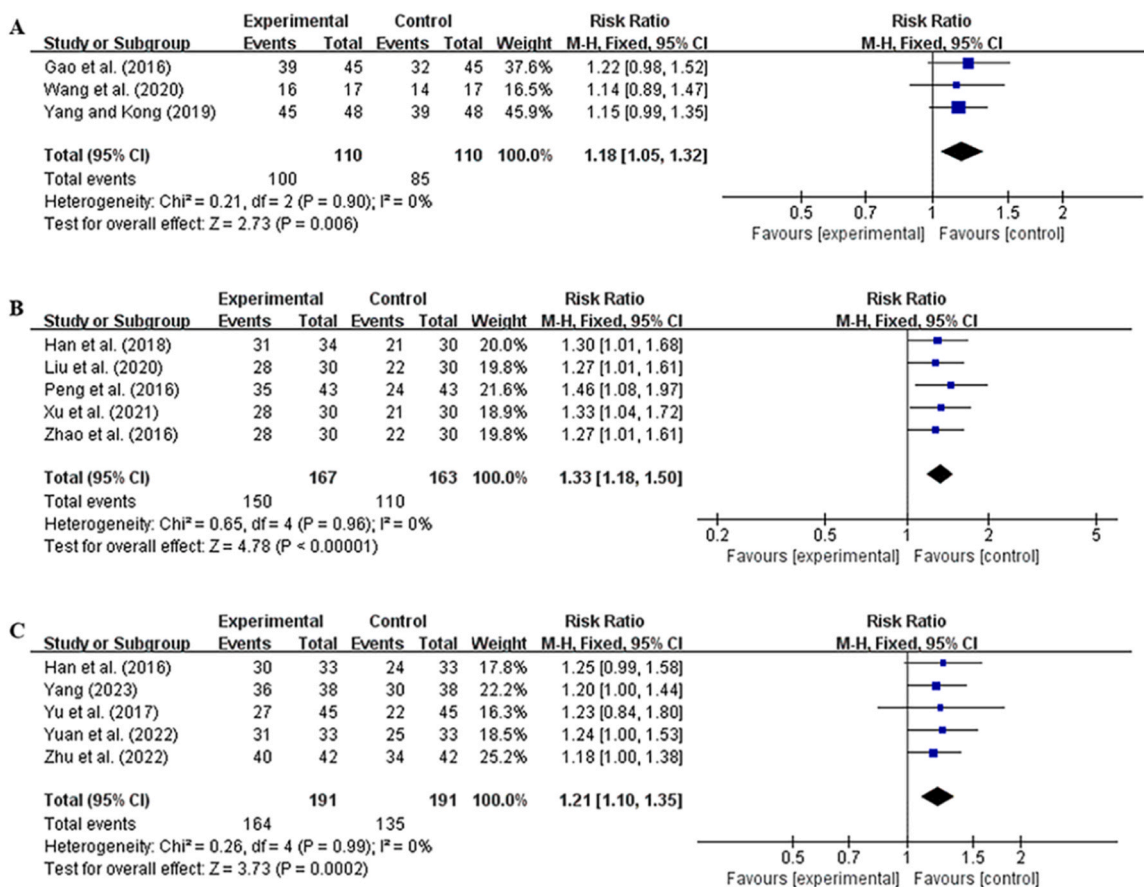 A
Experimental Control Risk Ratio Risk Ratio
Study or Subgroup Events Total Events Total Weight M-H, Fixed, 95% CI M-H, Fixed, 95% CI
Gao et al. (2016) 39 45 32 45 37.6% 1.22 [0.98, 1.52]
Wang et al. (2020) 16 17 14 17 16.5% 1.14 [0.89, 1.47]
Yang and Kong (2019) 45 48 39 48 45.9% 1.15 [0.99, 1.35]
Total (95% CI) 110 110 100.0% 1.18 [1.05, 1.32]
Total events 100 85
Heterogeneity: Chi² = 0.21, df = 2 (P = 0.90); I² = 0%
Test for overall effect: Z = 2.73 (P = 0.006)
0.5 0.7 1 1.5 2
Favours [experimental] Favours [control]
B
Experimental Control Risk Ratio Risk Ratio
Study or Subgroup Events Total Events Total Weight M-H, Fixed, 95% CI M-H, Fixed, 95% CI
Han et al. (2018) 31 34 21 30 20.0% 1.30 [1.01, 1.68]
Liu et al. (2020) 28 30 22 30 19.8% 1.27 [1.01, 1.61]
Peng et al. (2016) 35 43 24 43 21.6% 1.46 [1.08, 1.97]
Xu et al. (2021) 28 30 21 30 18.9% 1.33 [1.04, 1.72]
Zhao et al. (2016) 28 30 22 30 19.8% 1.27 [1.01, 1.61]
Total (95% CI) 167 163 100.0% 1.33 [1.18, 1.50]
Total events 150 110
Heterogeneity: Chi² = 0.65, df = 4 (P = 0.96); I² = 0%
Test for overall effect: Z = 4.78 (P < 0.00001)
0.2 0.5 1 2 5
Favours [experimental] Favours [control]
C
Experimental Control Risk Ratio Risk Ratio
Study or Subgroup Events Total Events Total Weight M-H, Fixed, 95% CI M-H, Fixed, 95% CI
Han et al. (2016) 30 33 24 33 17.8% 1.25 [0.99, 1.58]
Yang (2023) 36 38 30 38 22.2% 1.20 [1.00, 1.44]
Yu et al. (2017) 27 45 22 45 16.3% 1.23 [0.84, 1.80]
Yuan et al. (2022) 31 33 25 33 18.5% 1.24 [1.00, 1.53]
Zhu et al. (2022) 40 42 34 42 25.2% 1.18 [1.00, 1.38]
Total (95% CI) 191 191 100.0% 1.21 [1.10, 1.35]
Total events 164 135
Heterogeneity: Chi² = 0.26, df = 4 (P = 0.99); I² = 0%
Test for overall effect: Z = 3.73 (P = 0.0002)
0.5 0.7 1 1.5 2
Favours [experimental] Favours [control]